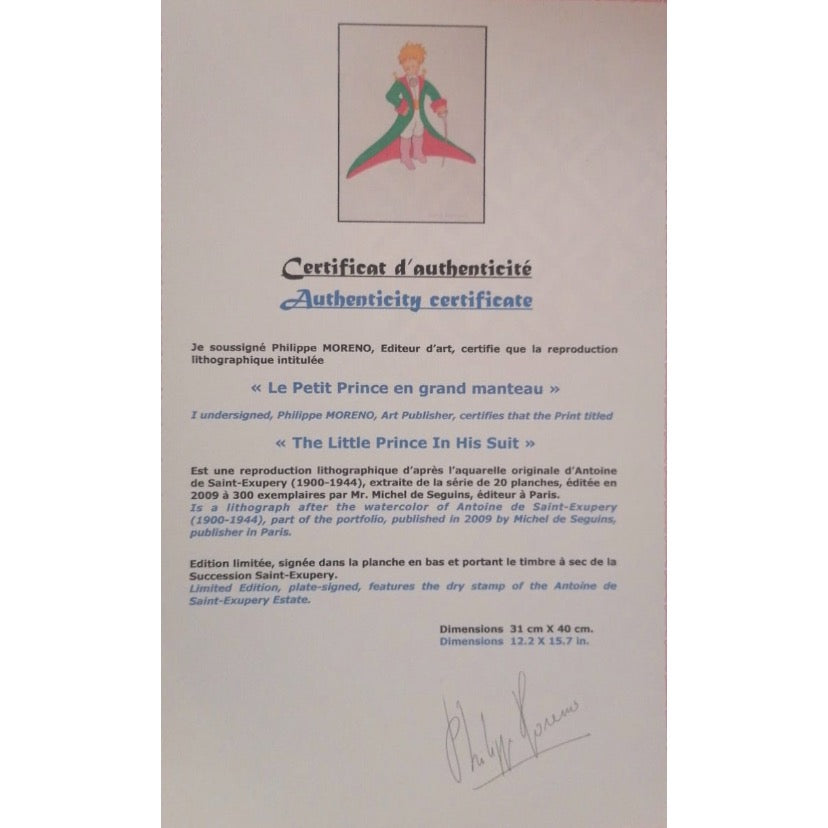 Certificat d'authenticité
Authenticity certificate
Je soussigné Philippe MORENO, Editeur d'art, certifie que la reproduction
lithographique intitulée
« Le Petit Prince en grand manteau »
I undersigned, Philippe MORENO, Art Publisher, certifies that the Print titled
« The Little Prince In His Suit »
Est une reproduction lithographique d'après l'aquarelle originale d'Antoine
de Saint-Exupery (1900-1944), extraite de la série de 20 planches, éditée en
2009 à 300 exemplaires par Mr. Michel de Seguins, éditeur à Paris.
Is a lithograph after the watercolor of Antoine de Saint-Exupery
(1900-1944), part of the portfolio, published in 2009 by Michel de Seguins,
publisher in Paris.
Edition limitée, signée dans la planche en bas et portant le timbre à sec de la
Succession Saint-Exupery.
Limited Edition, plate-signed, features the dry stamp of the Antoine de
Saint-Exupery Estate.
Dimensions 31 cm X 40 cm.
Dimensions 12.2 X 15.7 in.
Philippe Moreno